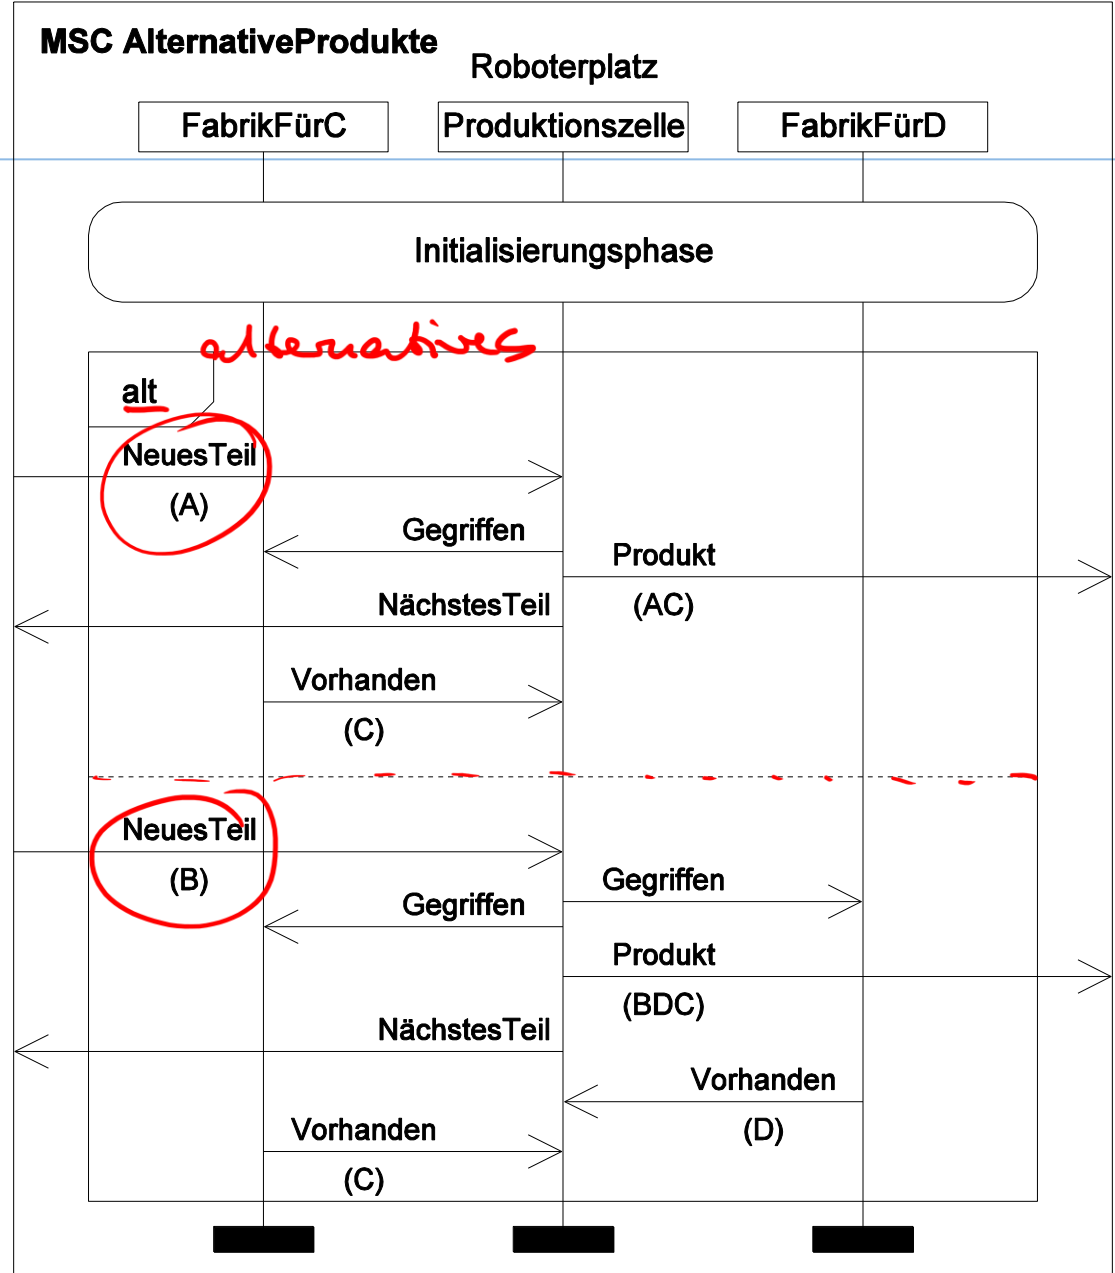 MSC AlternativeProdukte
Roboterplatz
FabrikFürC
Produktionszelle
FabrikFürD
Initialisierungsphase
alternatives
alt
NeuesTeil
(A)
Gegriffen
Produkt
(AC)
NächstesTeil
Vorhanden
(C)
NeuesTeil
(B)
Gegriffen
Gegriffen
Produkt
(BDC)
NächstesTeil
Vorhanden
(D)
Vorhanden
(C)